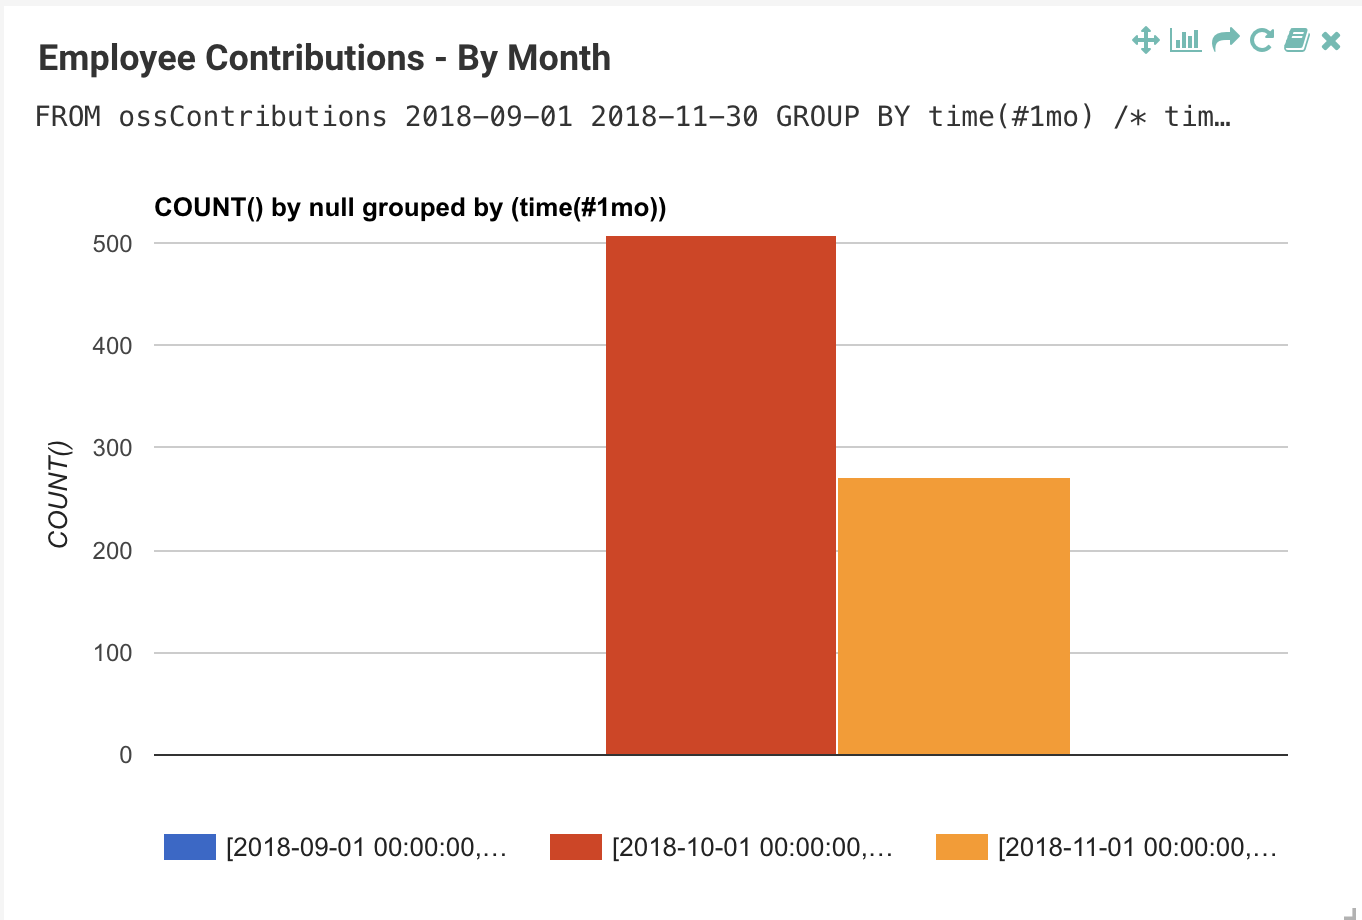 Employee Contributions - By Month
FROM ossContributions 2018-09-01 2018-11-30 GROUP BY time(#1mo) /* tim…
COUNT() by null grouped by (time(#1mo))
500
400
300
200
100
0
COUNT()
[2018-09-01 00:00:00,…
[2018-10-01 00:00:00,…
[2018-11-01 00:00:00,…